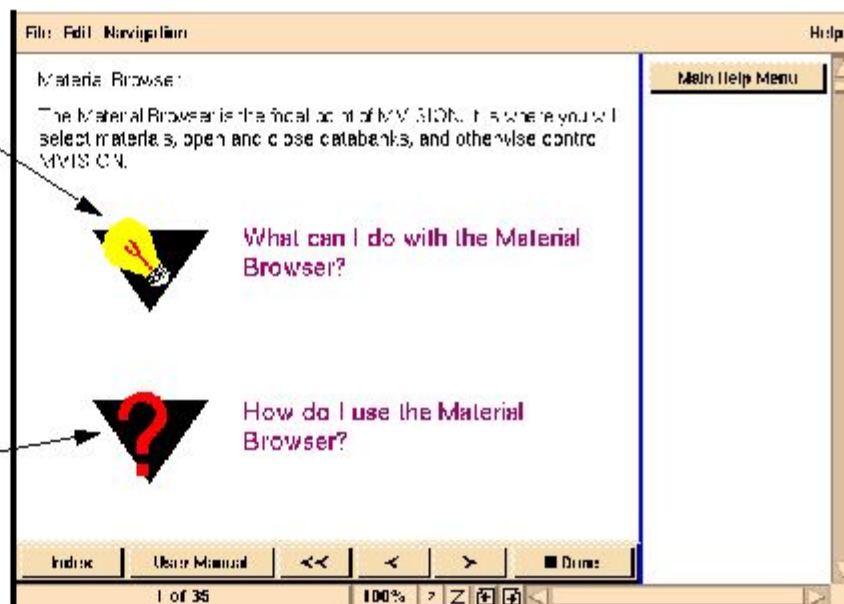 File Edit Navigation Help
Material Browser
Main Help Menu
The Material Browser is the focal point of MVISION. It is where you will
select materials, open and close databanks, and otherwise control
MVISION.
What can I do with the Material
Browser?
How do I use the Material
Browser?
Index User Manual << < > Done
1 of 35 100% z Z